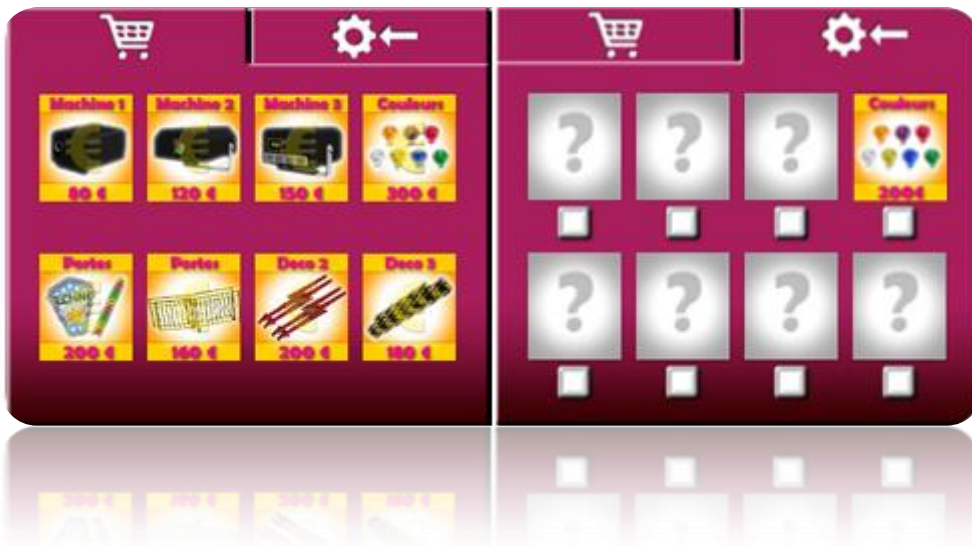 Machine 1 Machine 2 Machine 3 Couleurs
80 € 120 € 150 € 300 €
Portes Portes Deco 2 Deco 3
200 € 160 € 200 € 180 €
? ? ? Couleurs
200€
? ? ? ?